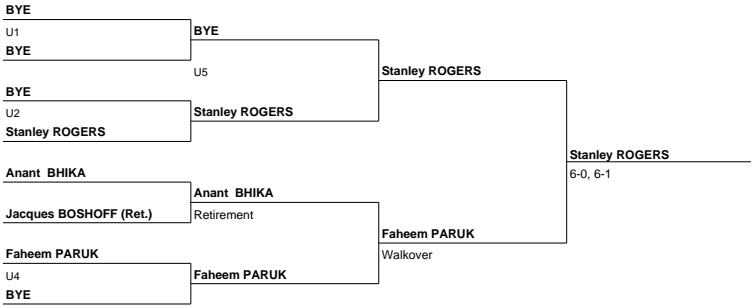 BYE
U1
BYE
BYE
U5
Stanley ROGERS
BYE
U2
Stanley ROGERS
Stanley ROGERS
Stanley ROGERS
6-0, 6-1
Anant BHIKA
Anant BHIKA
Jacques BOSHOFF (Ret.)
Retirement
Faheem PARUK
Walkover
Faheem PARUK
U4
Faheem PARUK
BYE